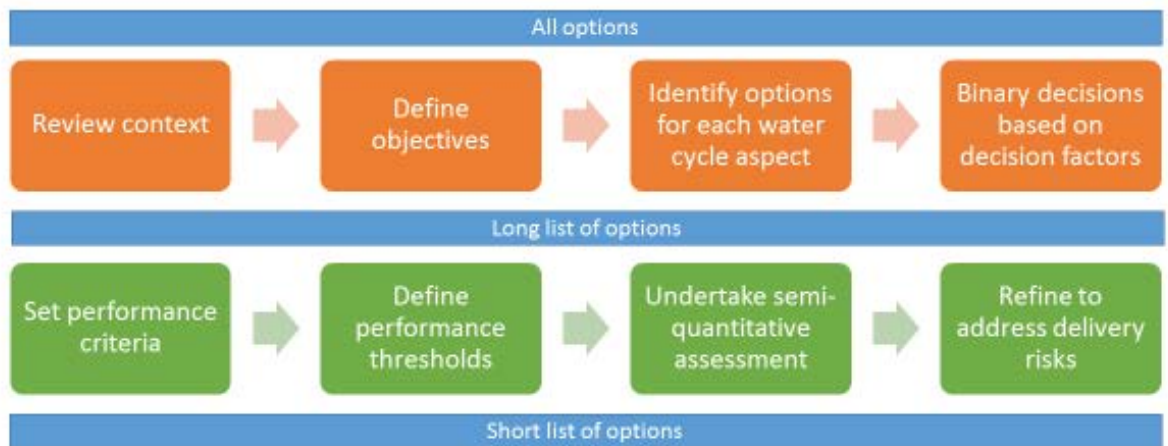 All options
Review context
Define
objectives
Identify options
for each water
cycle aspect
Binary decisions
based on
decision factors
Long list of options
Set performance
criteria
Define
performance
thresholds
Undertake semi-
quantitative
assessment
Refine to
address delivery
risks
Short list of options